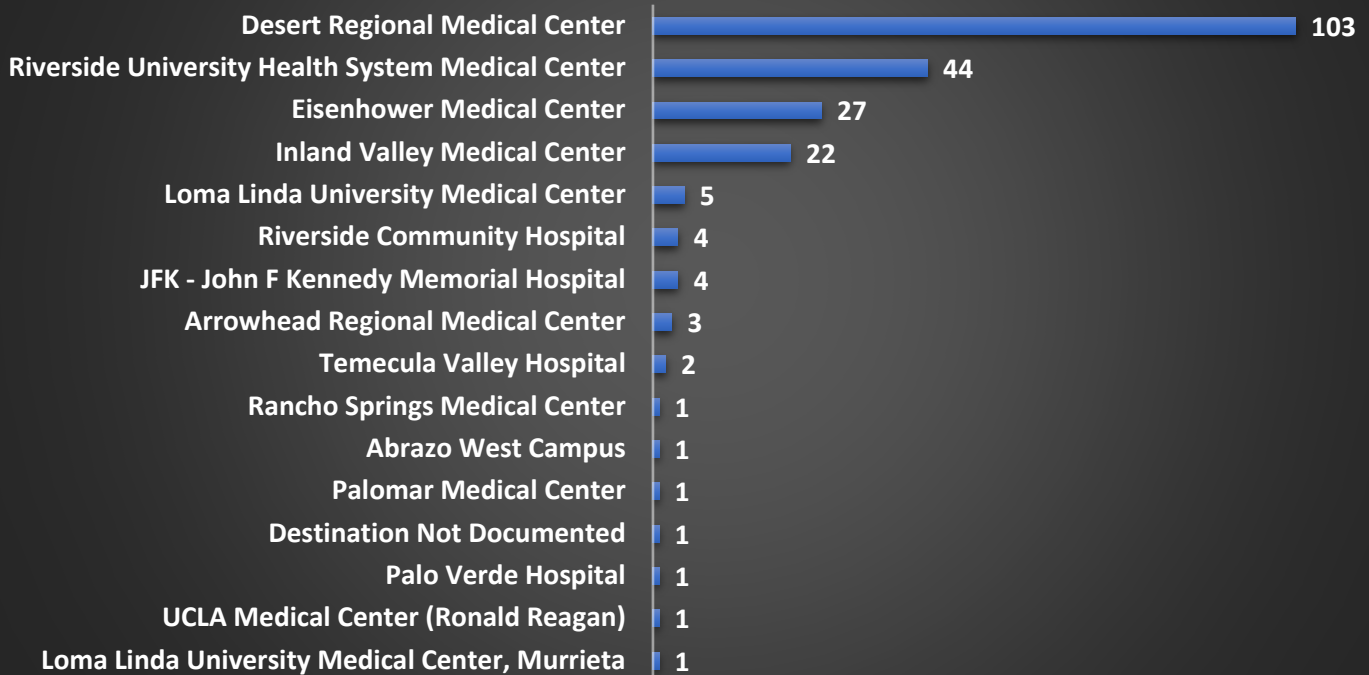 Desert Regional Medical Center 103
Riverside University Health System Medical Center 44
Eisenhower Medical Center 27
Inland Valley Medical Center 22
Loma Linda University Medical Center 5
Riverside Community Hospital 4
JFK - John F Kennedy Memorial Hospital 4
Arrowhead Regional Medical Center 3
Temecula Valley Hospital 2
Rancho Springs Medical Center 1
Abrazo West Campus 1
Palomar Medical Center 1
Destination Not Documented 1
Palo Verde Hospital 1
UCLA Medical Center (Ronald Reagan) 1
Loma Linda University Medical Center, Murrieta 1